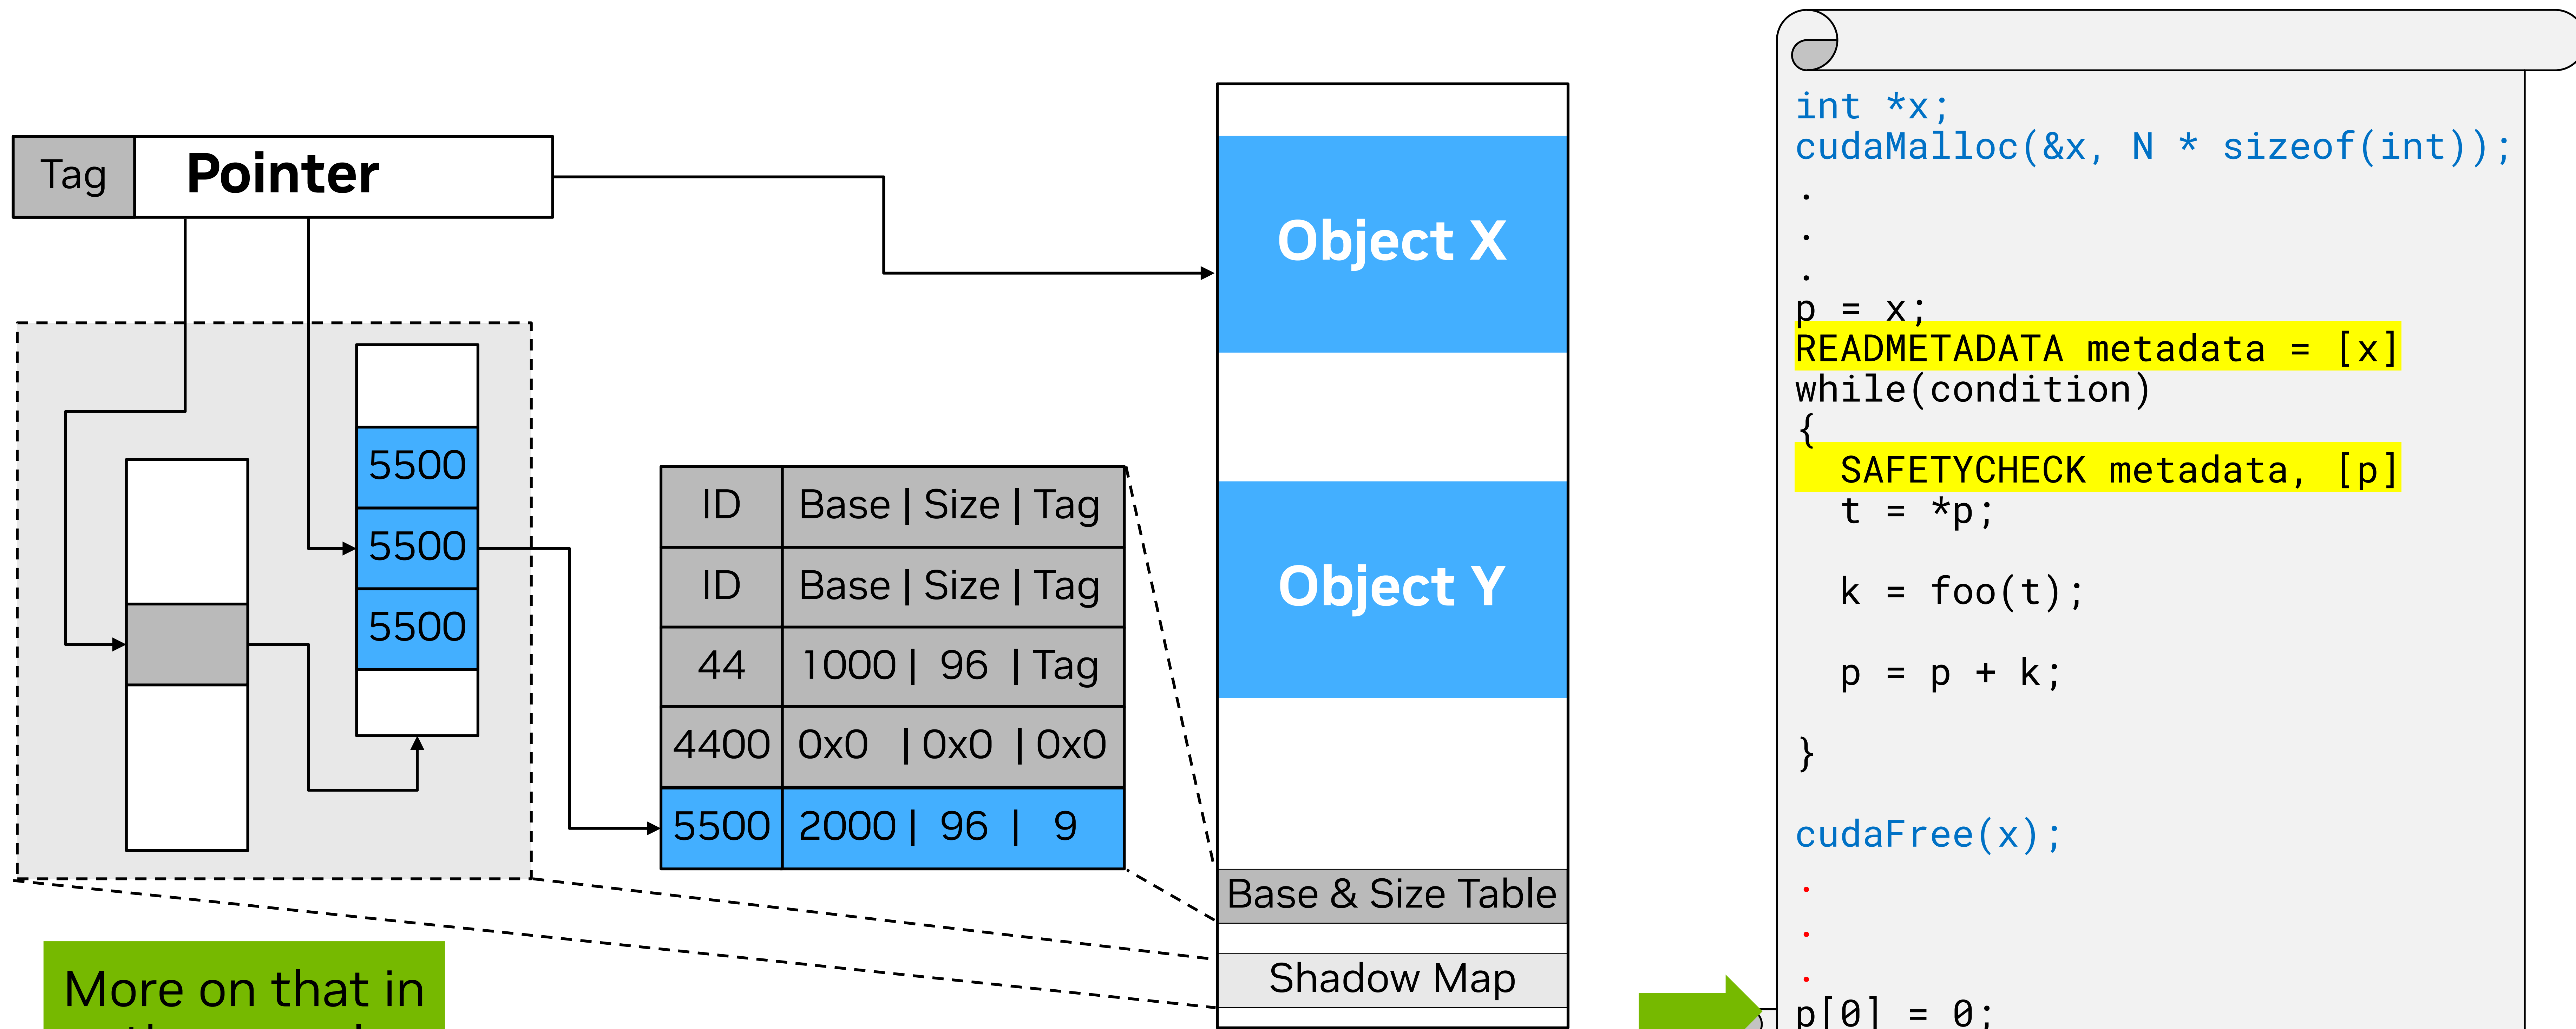 Tag Pointer
5500
5500
5500
ID Base | Size | Tag
ID Base | Size | Tag
44 1000 | 96 | Tag
4400 0x0 | 0x0 | 0x0
5500 2000 | 96 | 9
Object X
Object Y
Base & Size Table
Shadow Map
More on that in
int *x;
cudaMalloc(&x, N * sizeof(int));
.
.
.
p = x;
READMETADATA metadata = [x]
while(condition)
{
SAFETYCHECK metadata, [p]
t = *p;
k = foo(t);
p = p + k;
}
cudaFree(x);
.
.
.
p[0] = 0;